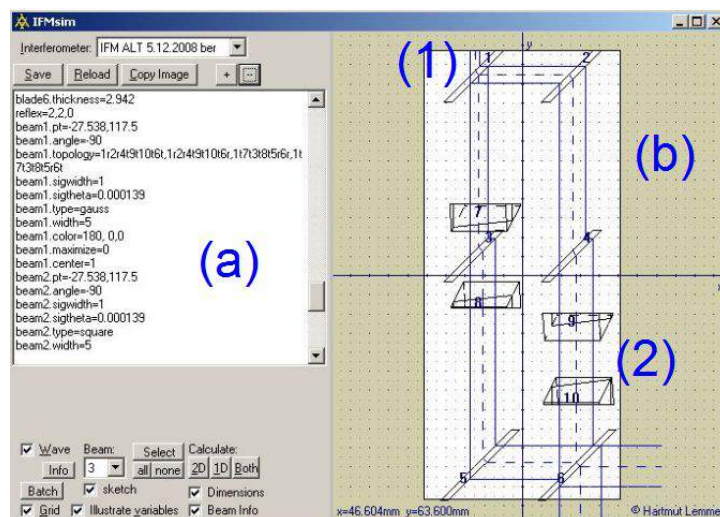 IFMsim
Interferometer: IFM ALT 5.12.2008 ber
Save Reload Copy Image + --
blade6.thickness=2.942
reflex=2,2,0
beam1.pt=-27.538,117.5
beam1.angle=-90
beam1.topology=1r2r4t9t10t6t,1r2r4t9t10t6r,1t7t3t8t5r6r,1t
7t3t8t5r6t
beam1.sigwidth=1
beam1.sigtheta=0.000139
beam1.type=gauss
beam1.width=5
beam1.color=180, 0,0
beam1.maximize=0
beam1.center=1
beam2.pt=-27.538,117.5
beam2.angle=-90
beam2.sigwidth=1
beam2.sigtheta=0.000139
beam2.type=square
beam2.width=5
(a)
Wave Beam: Select Calculate:
Info 3 all none 2D 1D Both
Batch sketch Dimensions
Grid Illustrate variables Beam Info
(1) 1 y 2
(b)
7
3 4
x
8
9
(2)
10
5 6
x=46.604mm y=63.600mm © Hartmut Lemme